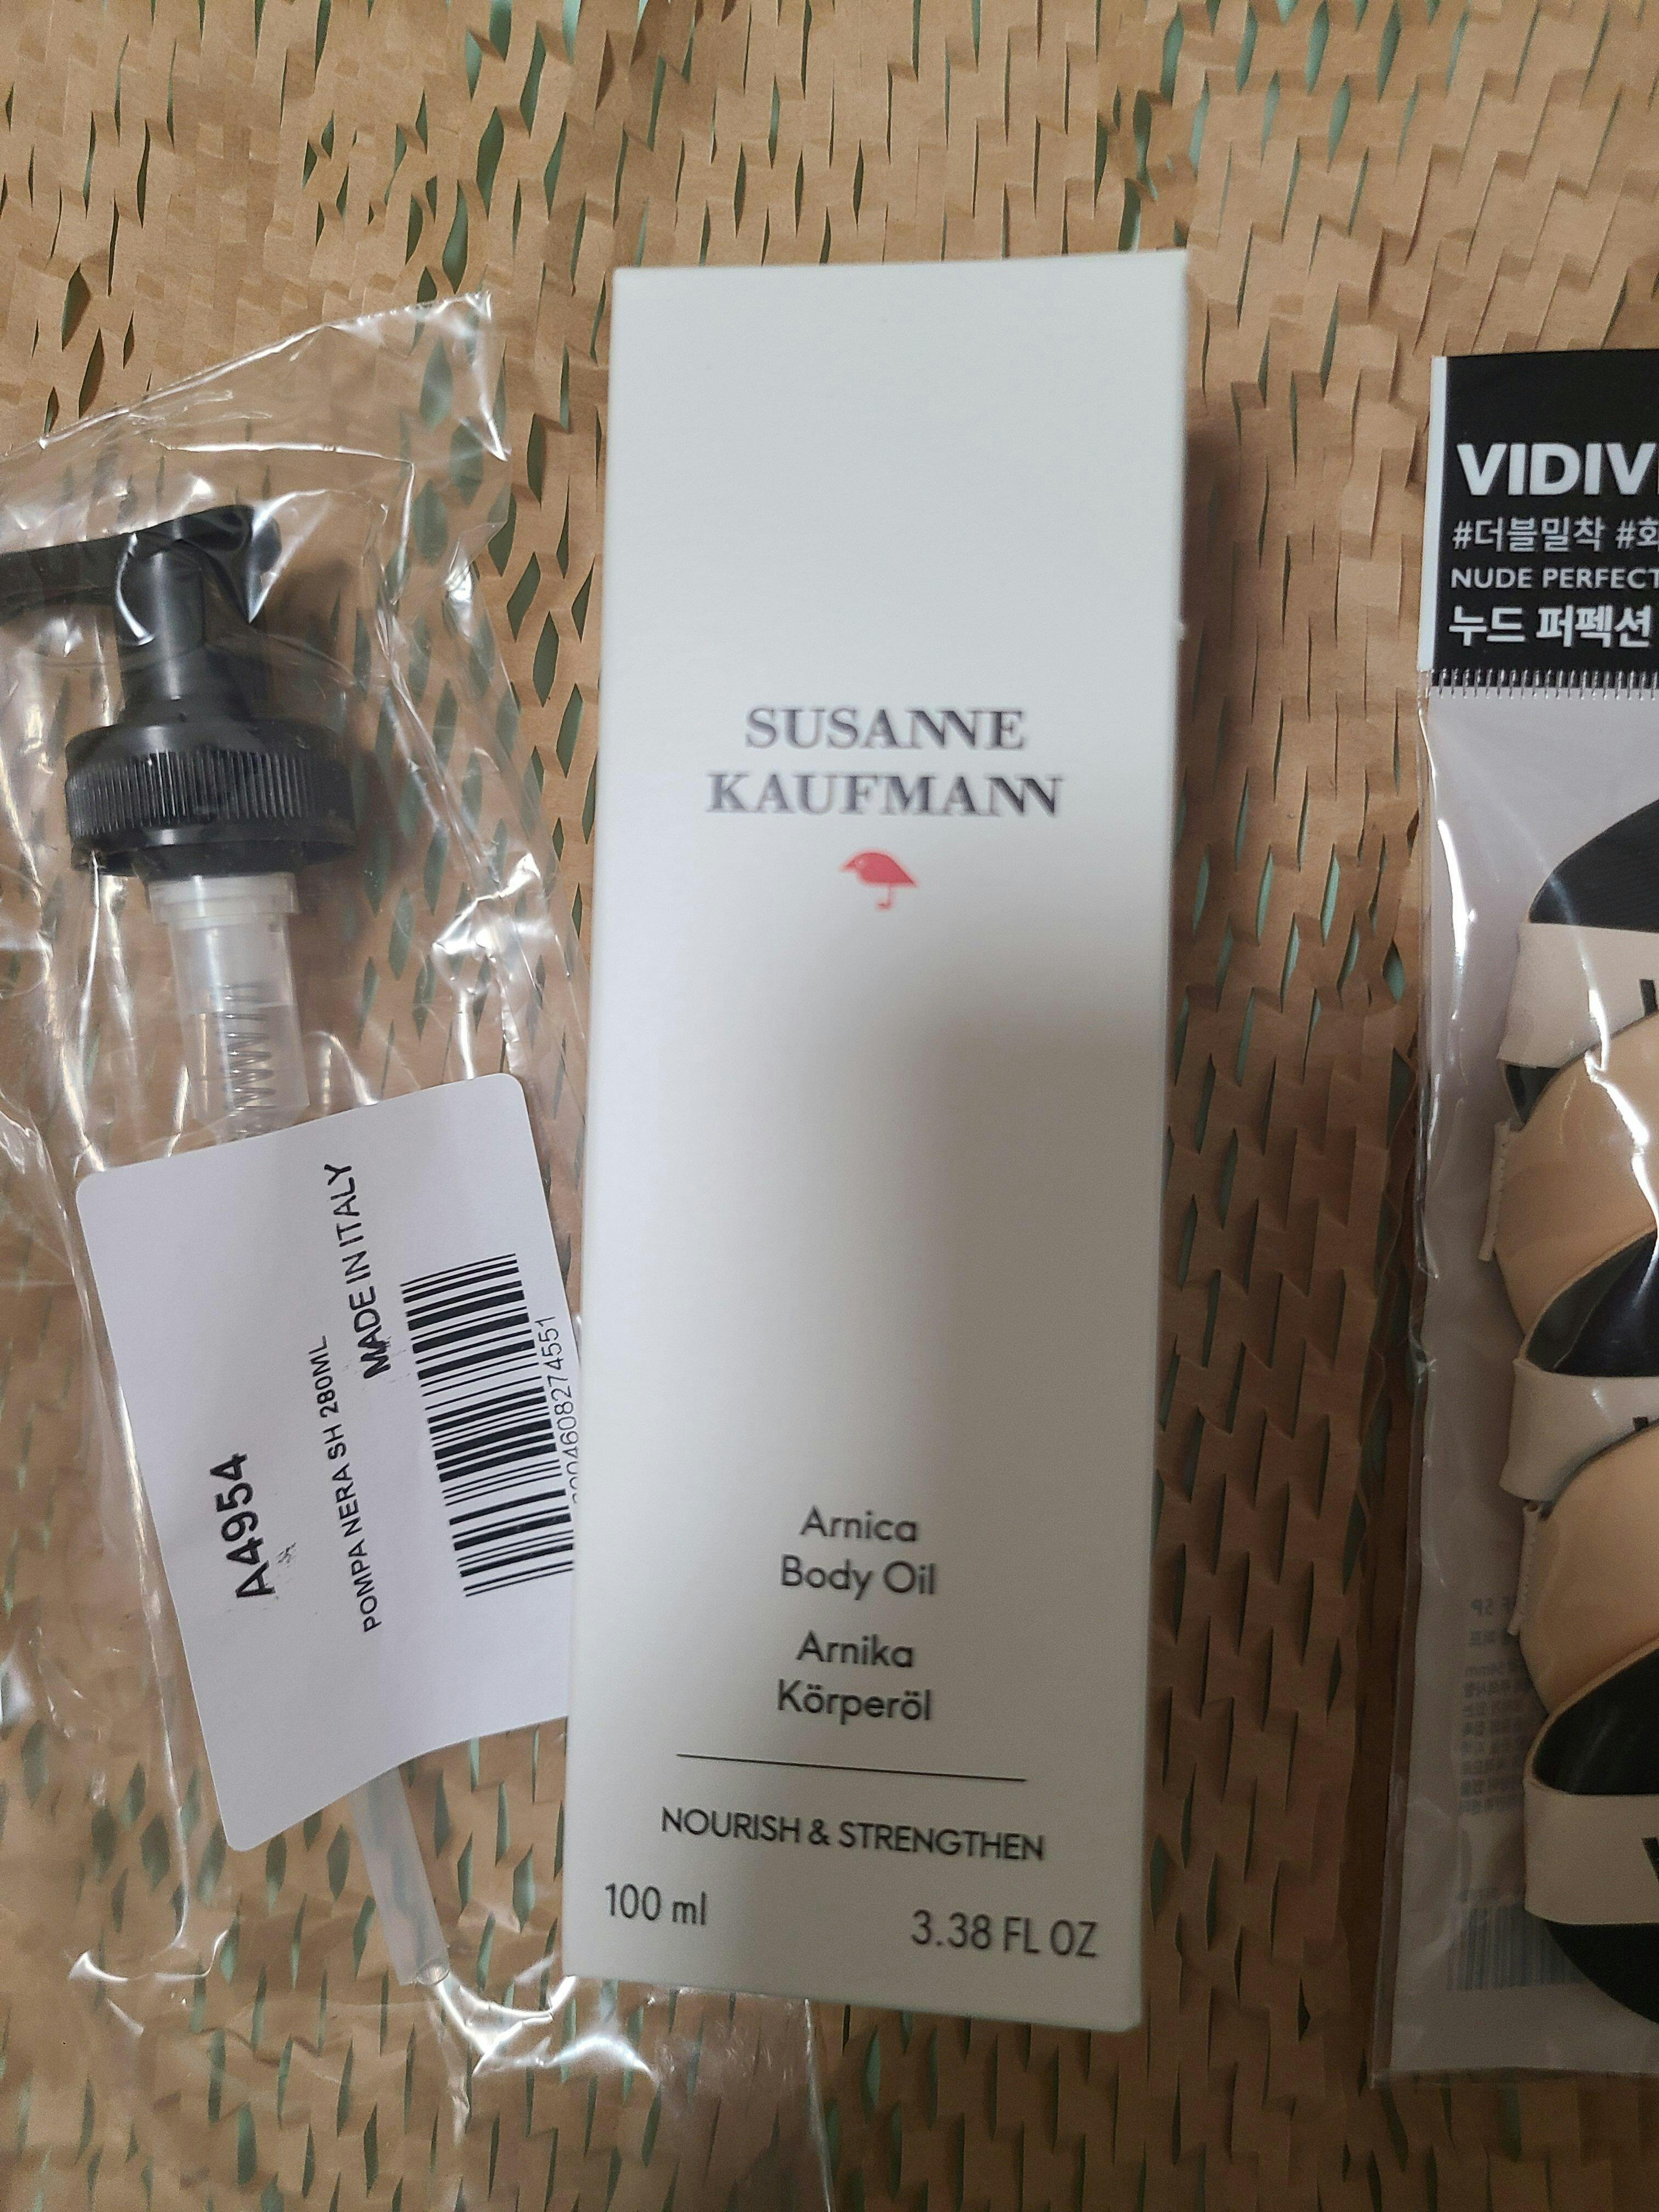 A4954
POMPA NERA SH 280ML
MADE IN ITALY
SUSANNE
KAUFMANN
Arnica
Body Oil
Arnika
Körperöl
NOURISH & STRENGTHEN
100 ml
3.38 FL OZ
#더블밀착
NUDE PERFECT
누드 퍼펙션